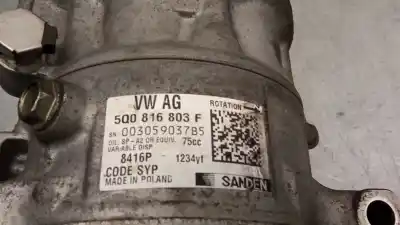 VW AG
5Q0 816 803 F
ROTATION
SN 003059037B5
OIL SP-A2 OR EQUIV. 75cc
VARIABLE DISP.
8416P 1234yf
CODE SYP
MADE IN POLAND
SANDEN